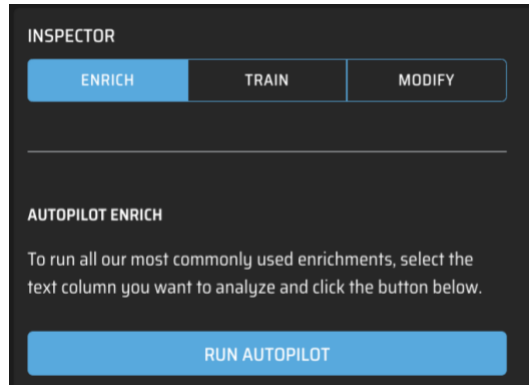 INSPECTOR
ENRICH TRAIN MODIFY
AUTOPILOT ENRICH
To run all our most commonly used enrichments, select the
text column you want to analyze and click the button below.
RUN AUTOPILOT